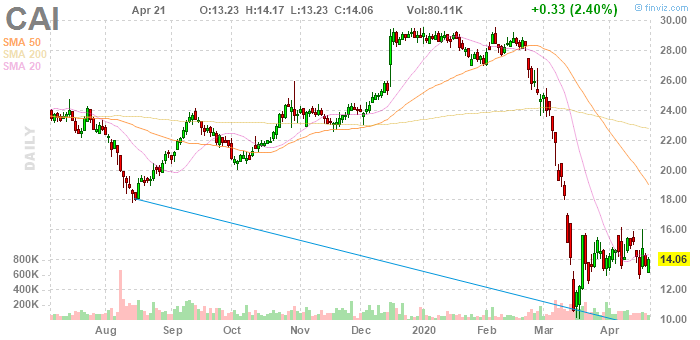 CAI Apr 21 O:13.23 H:14.17 L:13.23 C:14.06 Vol:80.11K +0.33 (2.40%) © finviz.com
SMA 50
SMA 200
SMA 20
DAILY
30.00
28.00
26.00
24.00
22.00
20.00
18.00
16.00
14.06
12.00
10.00
800K
600K
400K
200K
Aug Sep Oct Nov Dec 2020 Feb Mar Apr